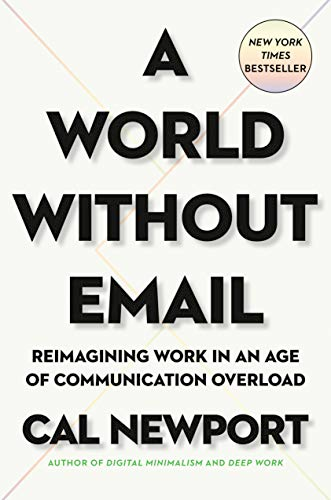 A
NEW YORK
TIMES
BESTSELLER
WORLD
WITHOUT
EMAIL
REIMAGINING WORK IN AN AGE
OF COMMUNICATION OVERLOAD
CAL NEWPORT
AUTHOR OF DIGITAL MINIMALISM AND DEEP WORK